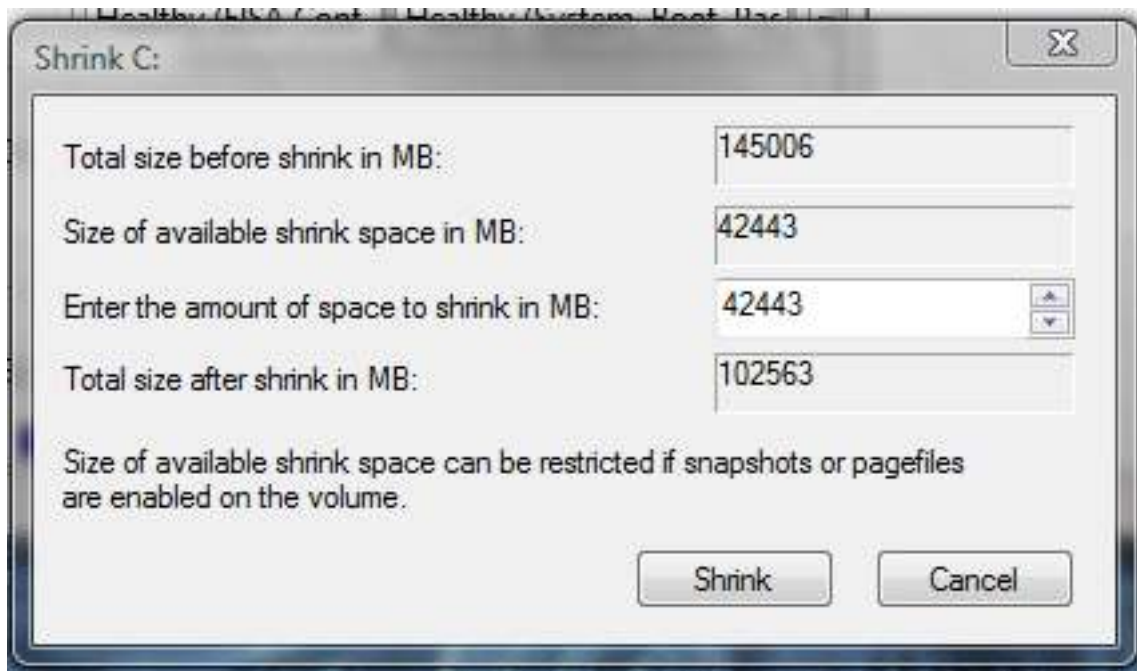 Shrink C:
Total size before shrink in MB: 145006
Size of available shrink space in MB: 42443
Enter the amount of space to shrink in MB: 42443
Total size after shrink in MB: 102563
Size of available shrink space can be restricted if snapshots or pagefiles
are enabled on the volume.
Shrink Cancel